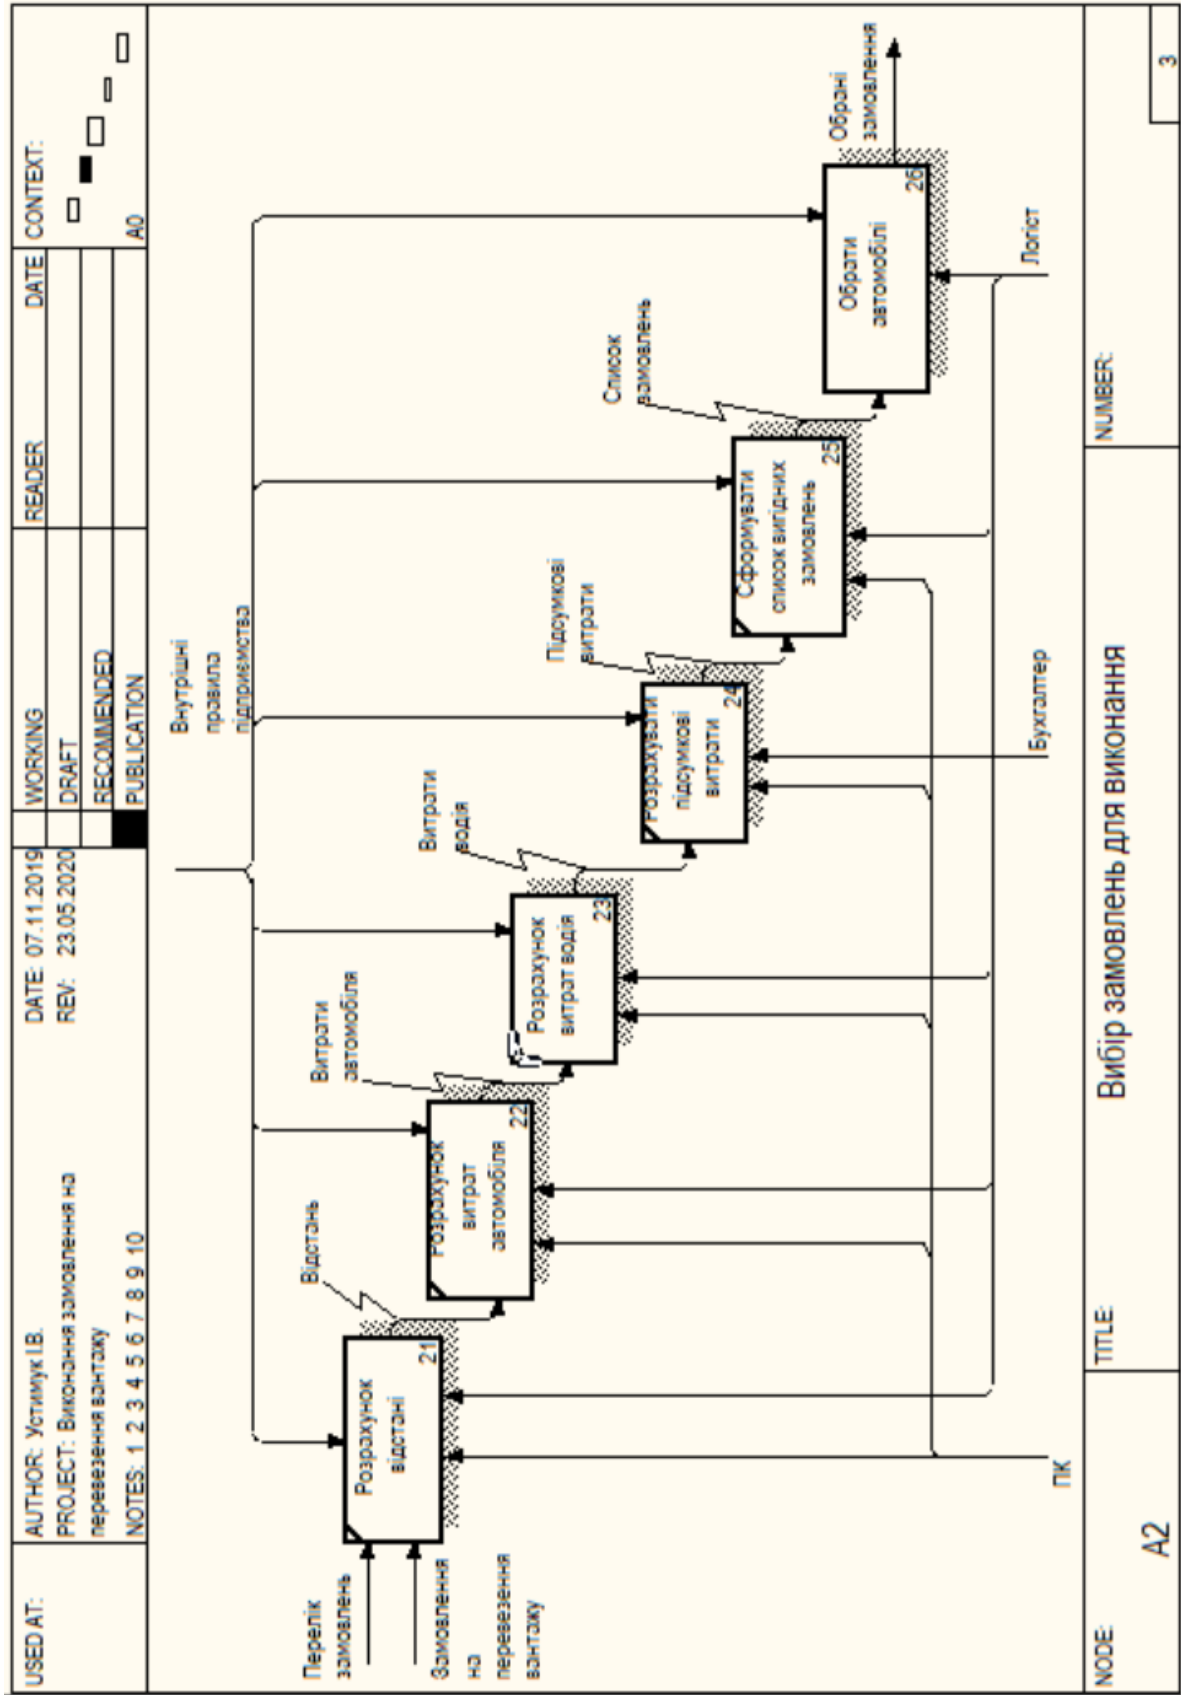 USED AT:
AUTHOR: Устимук І.В.
PROJECT: Виконання замовлення на
перевезення вантажу
NOTES: 1 2 3 4 5 6 7 8 9 10
DATE: 07.11.2019
REV: 23.05.2020
WORKING
DRAFT
RECOMMENDED
PUBLICATION
READER
DATE
CONTEXT:
A0
Внутрішні
правила
підприємства
Перелік
замовлень
Замовлення
на
перевезення
вантажу
Розрахунок
відстані
21
Відстань
Розрахунок
витрат
автомобіля
22
Витрати
автомобіля
Розрахунок
витрат водія
23
Витрати
водія
Розрахувати
підсумкові
витрати
24
Підсумкові
витрати
Сформувати
список вигідних
замовлень
25
Список
замовлень
Обрати
автомобілі
26
Обрані
замовлення
ПК
Бухгалтер
Логіст
NODE:
A2
TITLE:
Вибір замовлень для виконання
NUMBER:
3